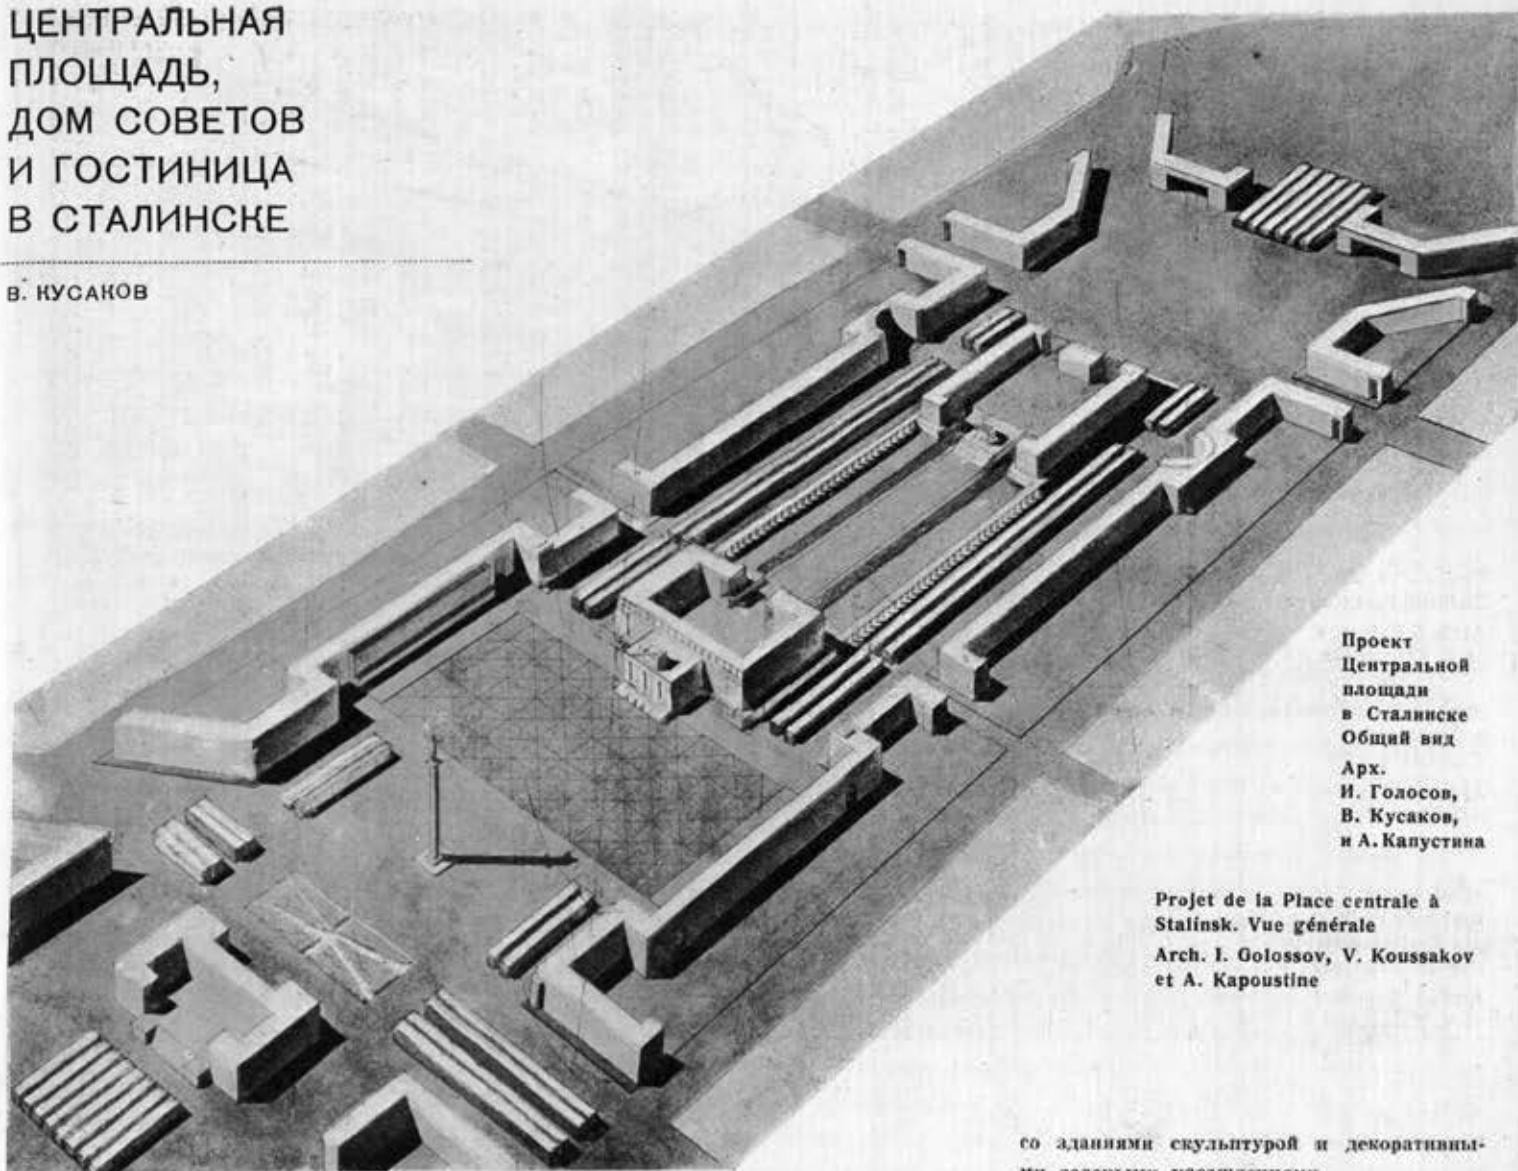 ЦЕНТРАЛЬНАЯ
ПЛОЩАДЬ,
ДОМ СОВЕТОВ
И ГОСТИНИЦА
В СТАЛИНСКЕ
В. КУСАКОВ
Проект
Центральной
площади
в Сталинске
Общий вид
Арх.
И. Голосов,
В. Кусаков,
и А. Капустина
Projet de la Place centrale à
Stalinsk. Vue générale
Arch. I. Golossov, V. Koussakov
et A. Kapoustine
со зданиями скульптурой и декоративны-